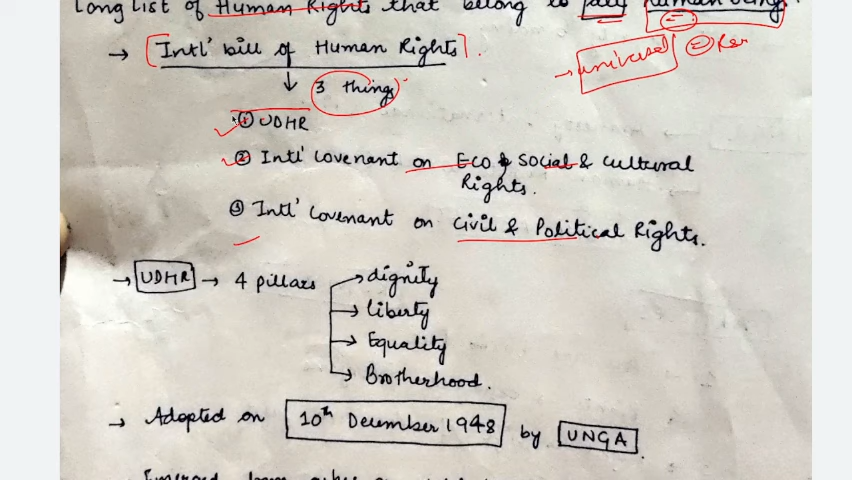 Long list of Human Rights that belong to all human being
→ [Intl' bill of Human Rights].
→ universal
3 things
① UDHR
② Intl' Covenant on Eco & Social & Cultural
Rights.
③ Intl' Covenant on Civil & Political Rights.
→ UDHR → 4 pillars → dignity
→ liberty
→ Equality
→ Brotherhood.
→ Adopted on 10th December 1948 by UNGA